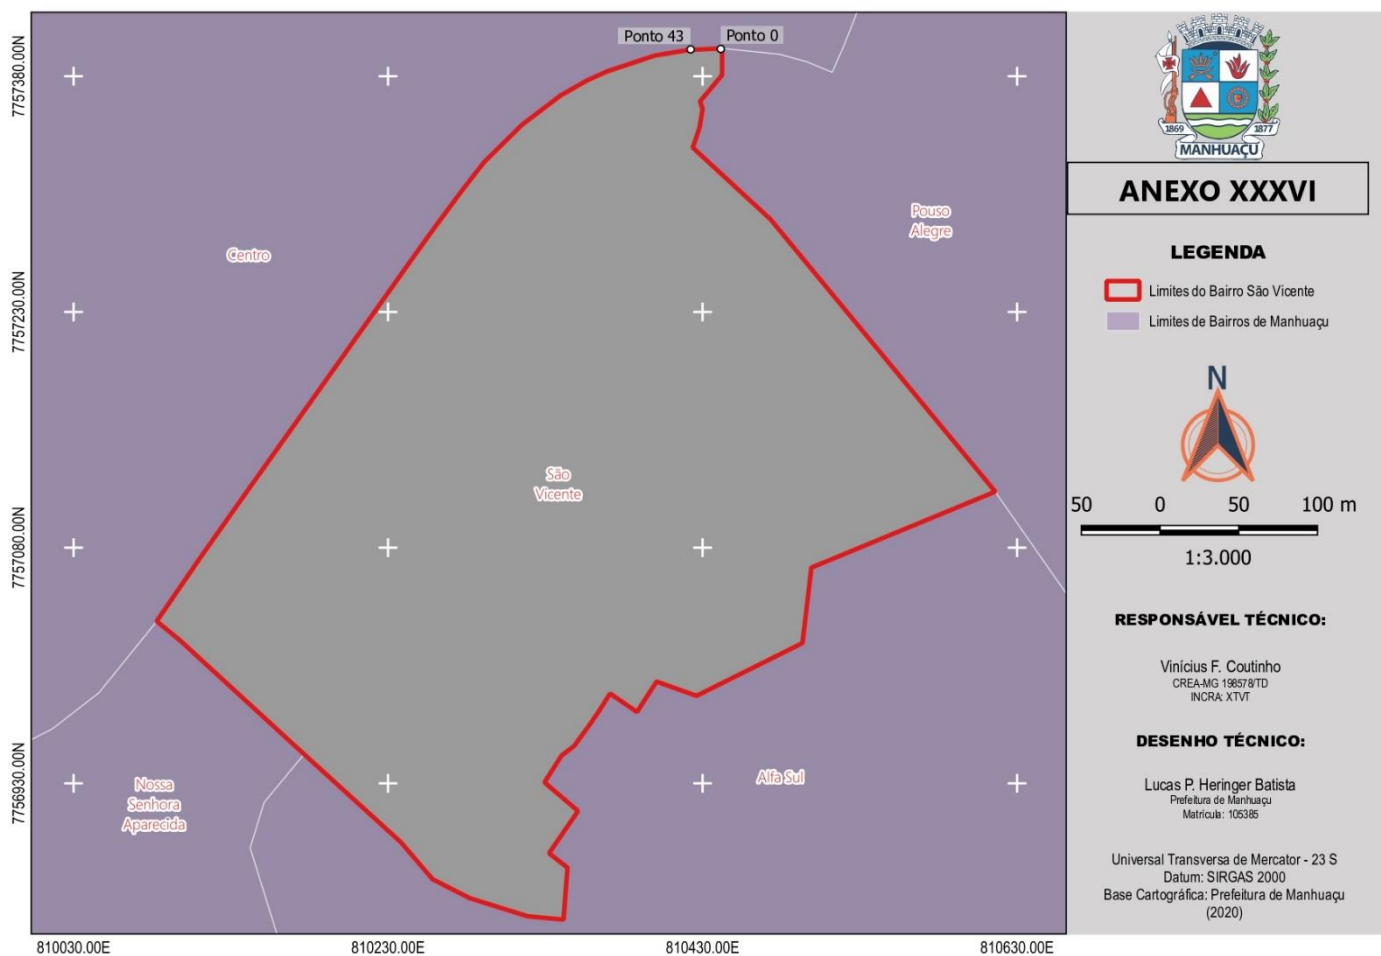 Ponto 43
Ponto 0
Centro
Pouso
Alegre
São
Vicente
Nossa
Senhora
Aparecida
Alfa Sul
7757380.00N
7757230.00N
7757080.00N
7756930.00N
810030.00E
810230.00E
810430.00E
810630.00E
1869
1877
MANHUAÇU
ANEXO XXXVI
LEGENDA
Limites do Bairro São Vicente
Limites de Bairros de Manhuaçu
N
50 0 50 100 m
1:3.000
RESPONSÁVEL TÉCNICO:
Vinícius F. Coutinho
CREA-MG 198578/TD
INCRA: XTVT
DESENHO TÉCNICO:
Lucas P. Heringer Batista
Prefeitura de Manhuaçu
Matrícula: 105385
Universal Transversa de Mercator - 23 S
Datum: SIRGAS 2000
Base Cartográfica: Prefeitura de Manhuaçu
(2020)